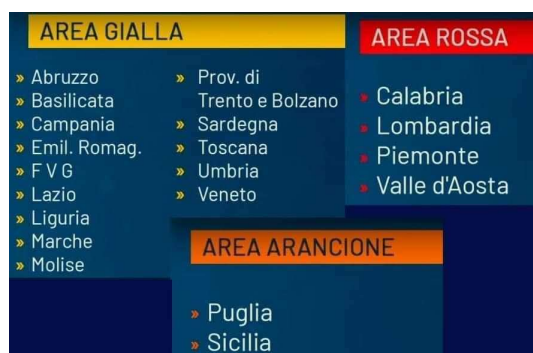 AREA GIALLA
» Abruzzo
» Basilicata
» Campania
» Emil. Romag.
» F V G
» Lazio
» Liguria
» Marche
» Molise
» Prov. di
Trento e Bolzano
» Sardegna
» Toscana
» Umbria
» Veneto
AREA ROSSA
» Calabria
» Lombardia
» Piemonte
» Valle d'Aosta
AREA ARANCIONE
» Puglia
» Sicilia